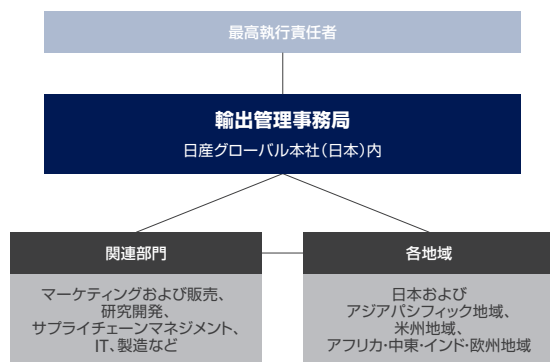 最高執行責任者
輸出管理事務局
日産グローバル本社(日本)内
関連部門
マーケティングおよび販売、
研究開発、
サプライチェーンマネジメント、
IT、製造など
各地域
日本および
アジアパシフィック地域、
米州地域、
アフリカ・中東・インド・欧州地域